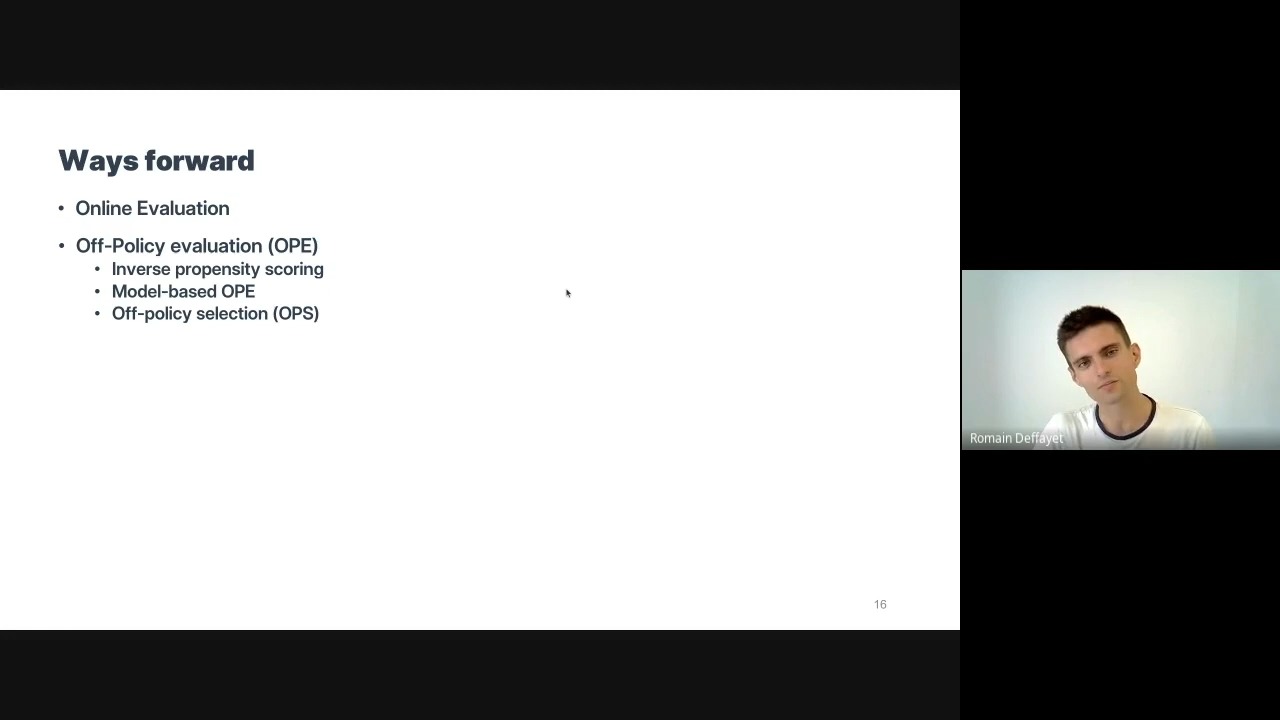 Ways forward
• Online Evaluation
• Off-Policy evaluation (OPE)
• Inverse propensity scoring
• Model-based OPE
• Off-policy selection (OPS)
Romain Deffayet
16